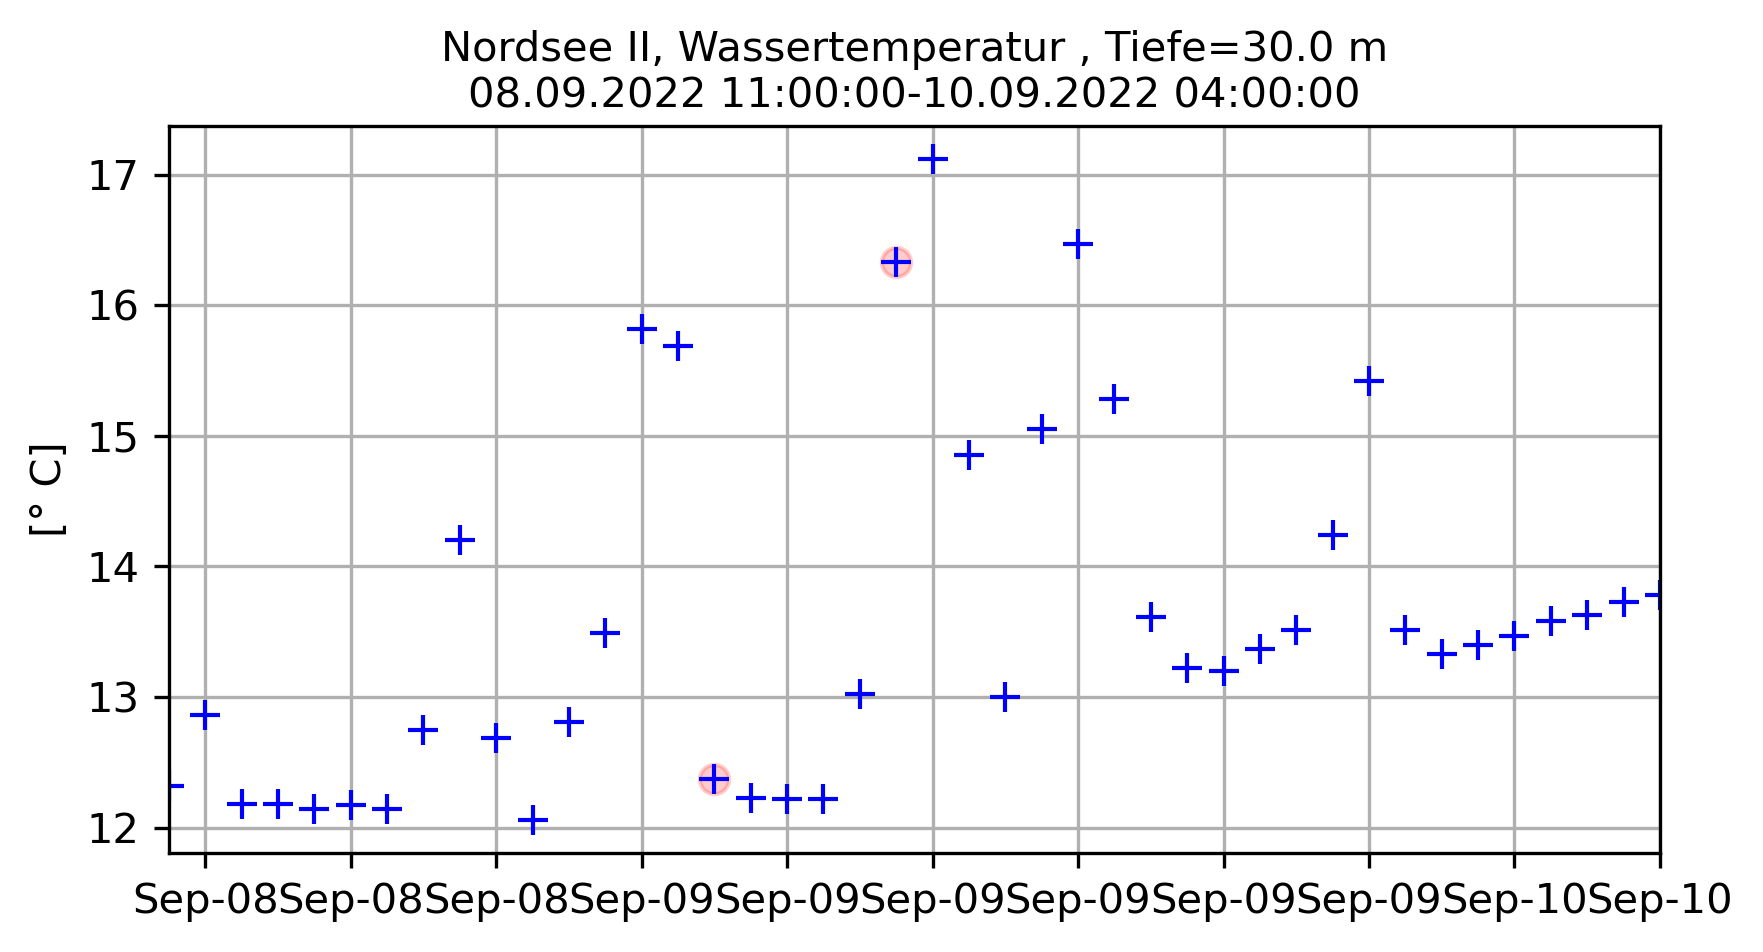 Nordsee II, Wassertemperatur , Tiefe=30.0 m
08.09.2022 11:00:00-10.09.2022 04:00:00
17
16
15
14
13
12
[° C]
Sep-08Sep-08Sep-08Sep-09Sep-09Sep-09Sep-09Sep-09Sep-09Sep-10Sep-10